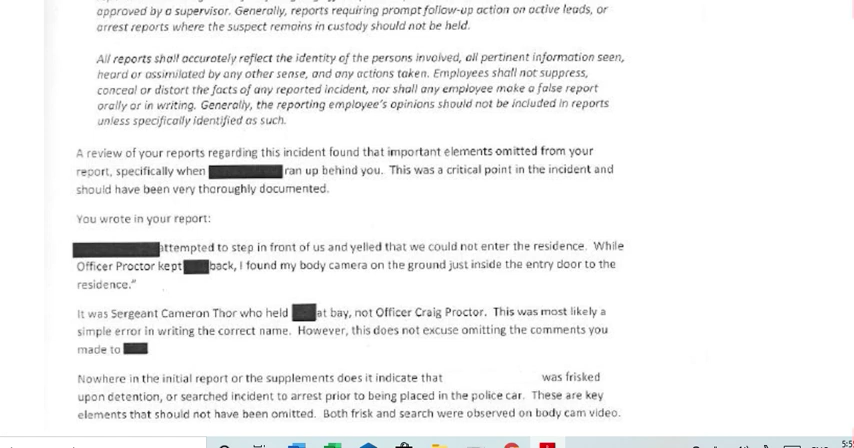 approved by a supervisor. Generally, reports requiring prompt follow-up action on active leads, or
arrest reports where the suspect remains in custody should not be held.
All reports shall accurately reflect the identity of the persons involved, all pertinent information seen,
heard or assimilated by any other sense, and any actions taken. Employees shall not suppress,
conceal or distort the facts of any reported incident, nor shall any employee make a false report
orally or in writing. Generally, the reporting employee's opinions should not be included in reports
unless specifically identified as such.
A review of your reports regarding this incident found that important elements omitted from your
report, specifically when ran up behind you. This was a critical point in the incident and
should have been very thoroughly documented.
You wrote in your report:
attempted to step in front of us and yelled that we could not enter the residence. While
Officer Proctor kept back, I found my body camera on the ground just inside the entry door to the
residence."
It was Sergeant Cameron Thor who held at bay, not Officer Craig Proctor. This was most likely a
simple error in writing the correct name. However, this does not excuse omitting the comments you
made to
Nowhere in the initial report or the supplements does it indicate that was frisked
upon detention, or searched incident to arrest prior to being placed in the police car. These are key
elements that should not have been omitted. Both frisk and search were observed on body cam video.